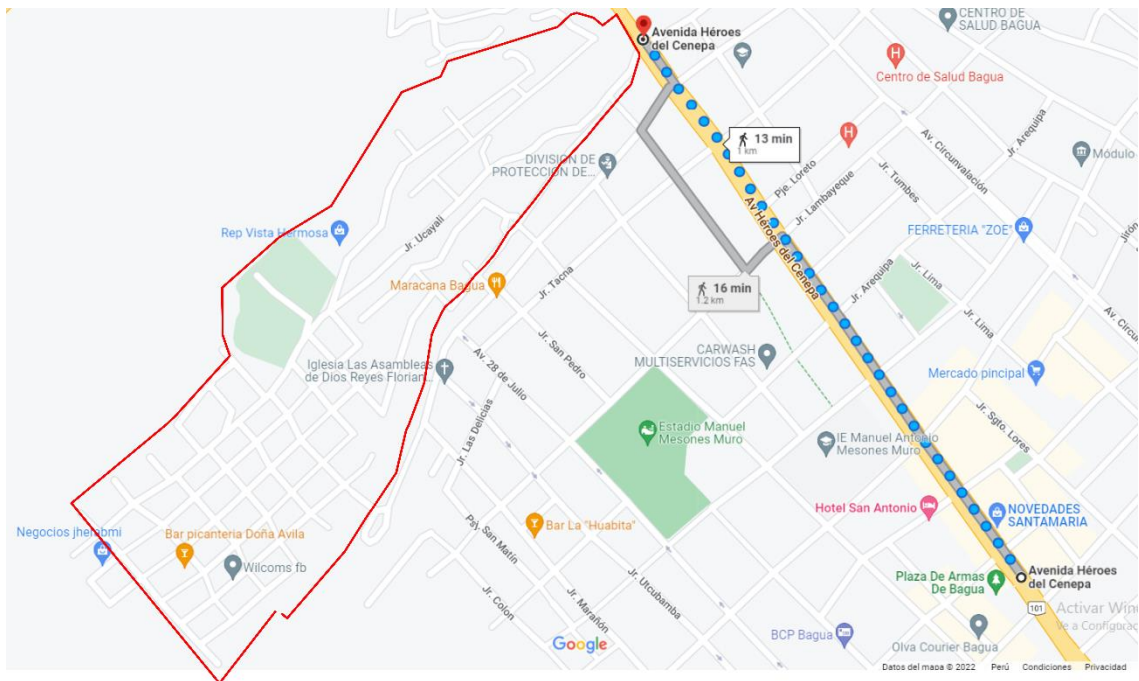 CENTRO DE
SALUD BAGUA
Avenida Héroes
del Cenepa
Centro de Salud Bagua
13 min
1 km
DIVISION DE
PROTECCIÓN DE...
Pje. Loreto
Jr. Lambayeque
Jr. Tumbes
Av. Circunvalación
Jr. Arequipa
Módulo
Rep Vista Hermosa
Jr. Ucayali
Av Héroes del Cenepa
FERRETERIA "ZOE"
Jirón
Maracana Bagua
Jr. Tacna
16 min
1.2 km
Jr. Arequipa
Jr. Lima
Jr. Lima
Av. Circu
Iglesia Las Asambleas
de Dios Reyes Florian...
Av. 28 de Julio
Jr. San Pedro
CARWASH
MULTISERVICIOS FAS
Mercado pincipal
Jr. Las Delicias
Estadio Manuel
Mesones Muro
IE Manuel Antonio
Mesones Muro
Jr. Sgto. Lores
Hotel San Antonio
NOVEDADES
SANTAMARIA
Negocios jherabmi
Bar picanteria Doña Avila
Wilcoms fb
Bar La "Huabita"
Psj. San Matín
Jr. Utcubamba
Jr. Colon
Jr. Marañón
Plaza De Armas
De Bagua
Avenida Héroes
del Cenepa
101
Activar Win
Ve a Configurac
BCP Bagua
Olva Courier Bagua
Google
Datos del mapa © 2022 Perú Condiciones Privacidad